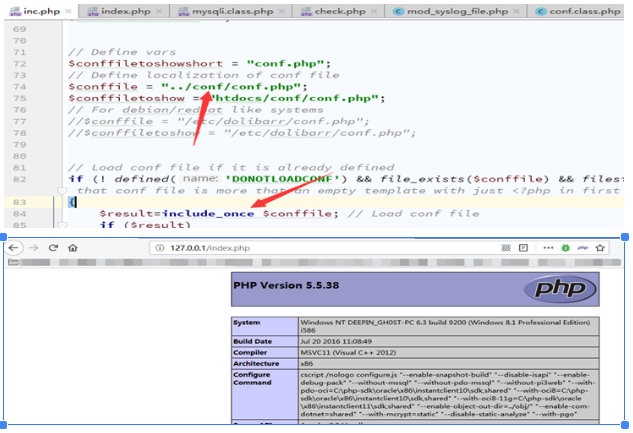 inc.php × index.php × mysqli.class.php × check.php × mod_syslog_file.php × conf.class.php
69
70
71 // Define vars
72 $conffiletoshowshort = "conf.php";
73 // Define localization of conf file
74 $conffile = "../conf/conf.php";
75 $conffiletoshow = "htdocs/conf/conf.php";
76 // For debian/redhat like systems
77 //$conffile = "/etc/dolibarr/conf.php";
78 //$conffiletoshow = "/etc/dolibarr/conf.php";
79
80
81 // Load conf file if it is already defined
82 if (! defined( name: 'DONOTLOADCONF') && file_exists($conffile) && files
that conf file is more that an empty template with just <?php in first
83 {
84 $result=include_once $conffile; // Load conf file
85 if ($result)
127.0.0.1/index.php
PHP Version 5.5.38
php
System Windows NT DEEPIN_GH0ST-PC 6.3 build 9200 (Windows 8.1 Professional Edition)
i586
Build Date Jul 20 2016 11:08:49
Compiler MSVC11 (Visual C++ 2012)
Architecture x86
Configure cscript /nologo configure.js "--enable-snapshot-build" "--disable-isapi" "--enable-
Command debug-pack" "--without-mssql" "--without-pdo-mssql" "--without-pi3web" "--with-
pdo-oci=C:\php-sdk\oracle\x86\instantclient10\sdk,shared" "--with-oci8=C:\php-
sdk\oracle\x86\instantclient10\sdk,shared" "--with-oci8-11g=C:\php-sdk\oracle
\x86\instantclient11\sdk,shared" "--enable-object-out-dir=../obj/" "--enable-com-
dotnet=shared" "--with-mcrypt=static" "--disable-static-analyze" "--with-pgo"